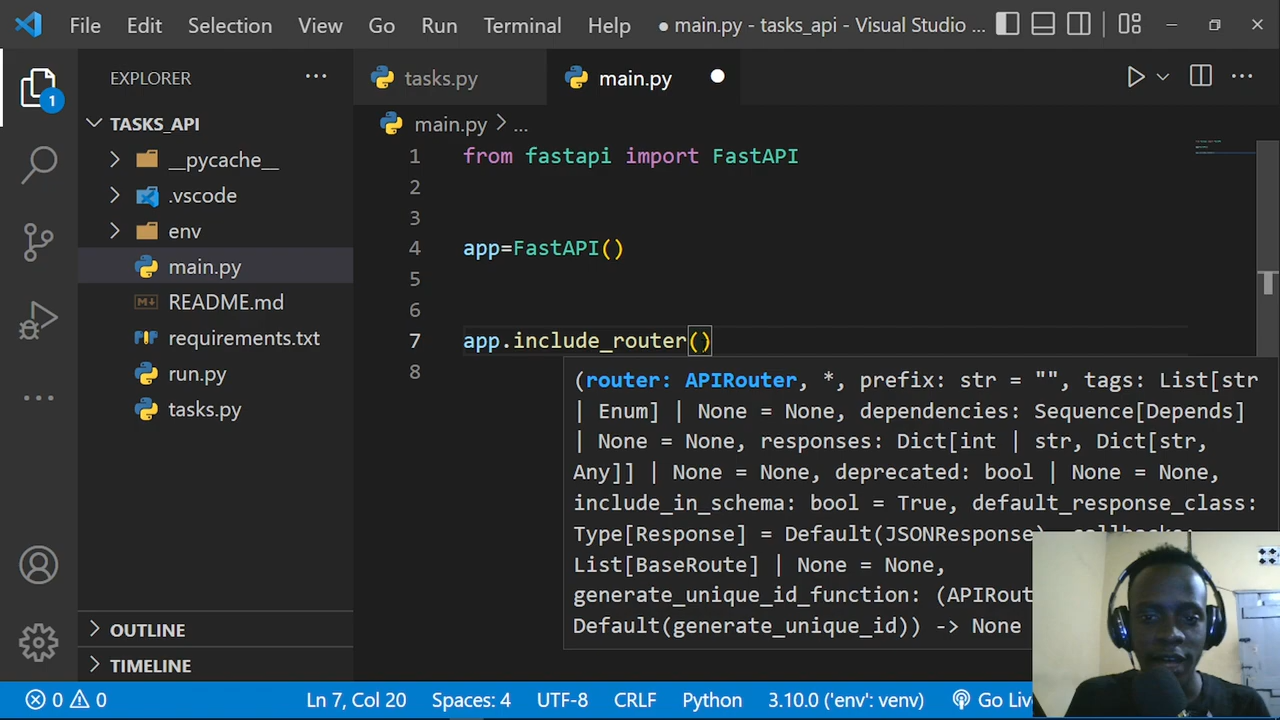 File Edit Selection View Go Run Terminal Help ● main.py - tasks_api - Visual Studio ...
EXPLORER ...
tasks.py main.py
1
TASKS_API
__pycache__
.vscode
env
main.py
README.md
requirements.txt
run.py
tasks.py
OUTLINE
TIMELINE
main.py > ...
1 from fastapi import FastAPI
2
3
4 app=FastAPI()
5
6
7 app.include_router()
8
(router: APIRouter, *, prefix: str = "", tags: List[str
| Enum] | None = None, dependencies: Sequence[Depends]
| None = None, responses: Dict[int | str, Dict[str,
Any]] | None = None, deprecated: bool | None = None,
include_in_schema: bool = True, default_response_class:
Type[Response] = Default(JSONResponse), callbacks:
List[BaseRoute] | None = None,
generate_unique_id_function: (APIRout
Default(generate_unique_id)) -> None
0 0 Ln 7, Col 20 Spaces: 4 UTF-8 CRLF Python 3.10.0 ('env': venv) Go Liv